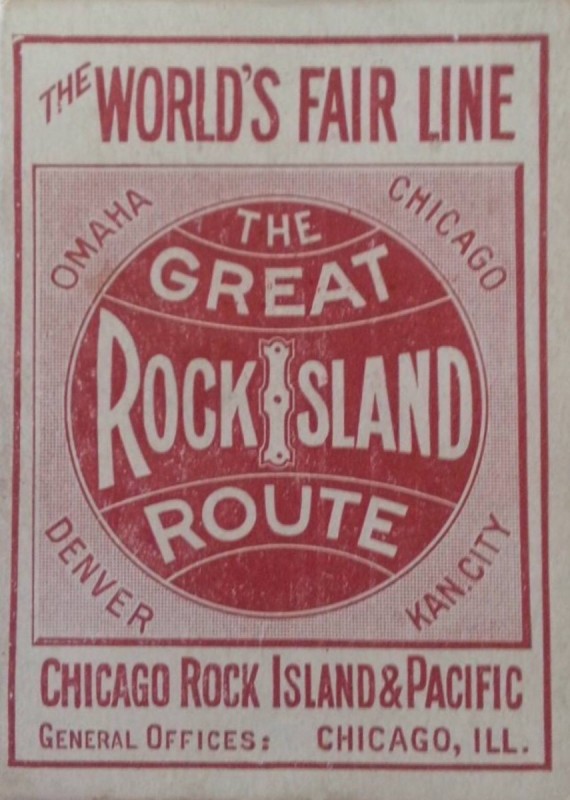 THE WORLD'S FAIR LINE
OMAHA
CHICAGO
THE
GREAT
ROCK ISLAND
ROUTE
DENVER
KAN. CITY
CHICAGO ROCK ISLAND & PACIFIC
GENERAL OFFICES: CHICAGO, ILL.